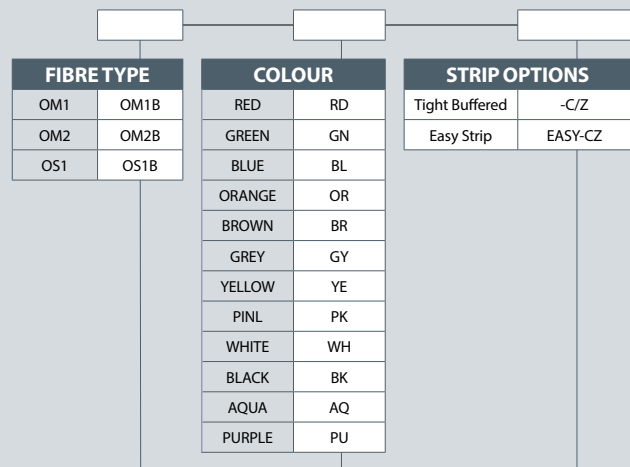 FIBRE TYPE COLOUR STRIP OPTIONS
OM1 OM1B RED RD Tight Buffered -C/Z
OM2 OM2B GREEN GN Easy Strip EASY-CZ
OS1 OS1B BLUE BL
ORANGE OR
BROWN BR
GREY GY
YELLOW YE
PINL PK
WHITE WH
BLACK BK
AQUA AQ
PURPLE PU